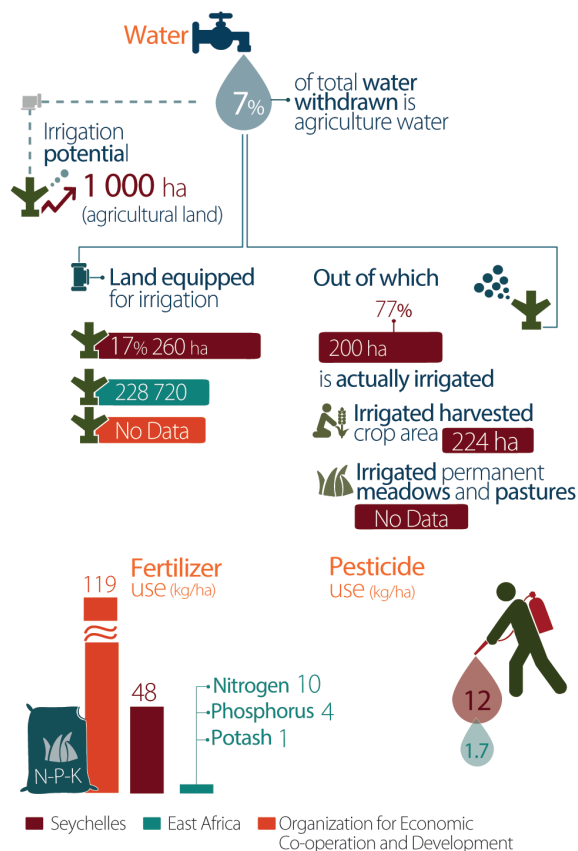 Water
7%
of total water
withdrawn is
agriculture water
Irrigation
potential
1 000 ha
(agricultural land)
Land equipped
for irrigation
17% 260 ha
228 720
No Data
Out of which
77%
200 ha
is actually irrigated
Irrigated harvested
crop area 224 ha
Irrigated permanent
meadows and pastures
No Data
Fertilizer
use (kg/ha)
119
48
Nitrogen 10
Phosphorus 4
Potash 1
N-P-K
Pesticide
use (kg/ha)
12
1.7
Seychelles
East Africa
Organization for Economic
Co-operation and Development